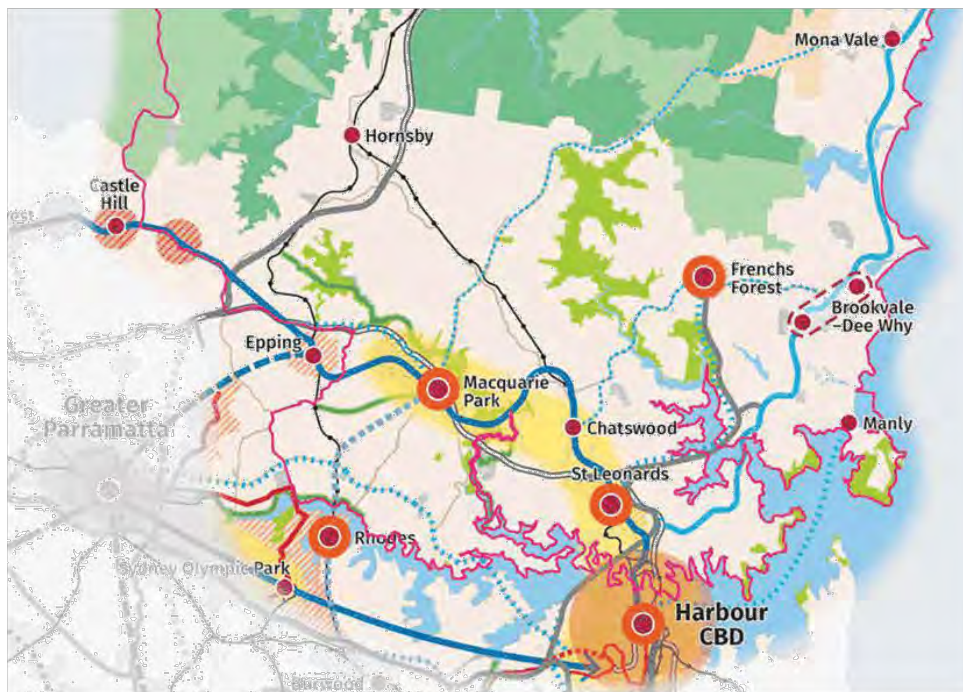 Mona Vale
Hornsby
Castle
Hill
Frenchs
Forest
Brookvale
–Dee Why
Epping
Macquarie
Park
Greater
Parramatta
Chatswood
Manly
St Leonards
Rhodes
Sydney Olympic Park
Harbour
CBD
Burwood